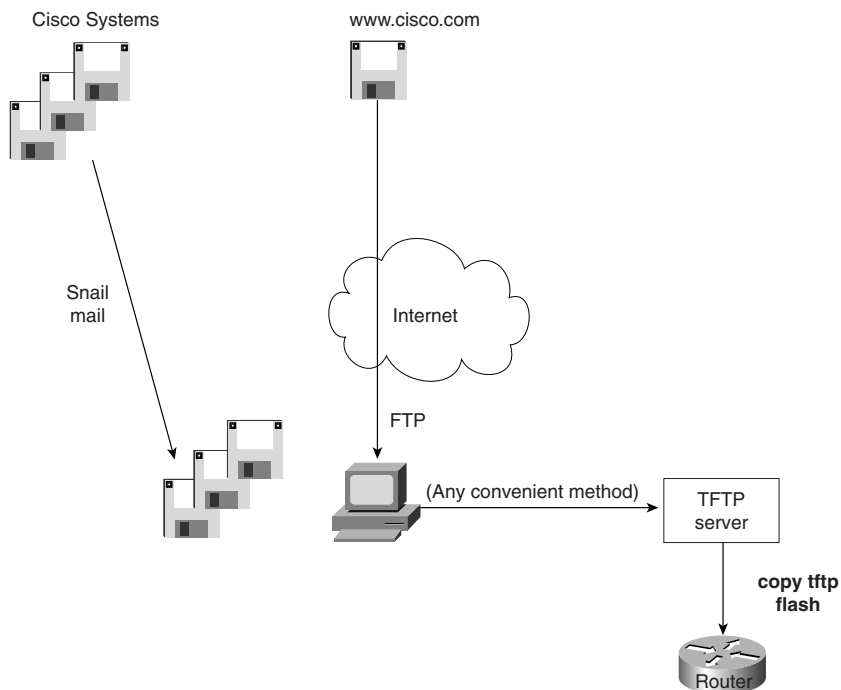 Cisco Systems
www.cisco.com
Snail
mail
Internet
FTP
(Any convenient method)
TFTP
server
copy tftp
flash
Router